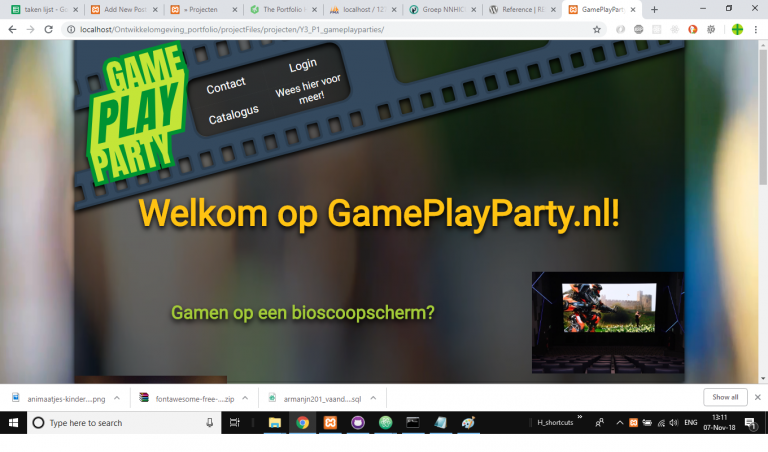 taken lijst - G
Add New Post
» Projecten
The Portfolio
localhost / 12
Groep NNHIC
Reference | R
GamePlayParty
localhost/Ontwikkelomgeving_portfolio/projectFiles/projecten/Y3_P1_gameplayparties/
GAME
PLAY
PARTY
Contact
Login
Catalogus
Wees hier voor
meer!
Welkom op GamePlayParty.nl!
Gamen op een bioscoopscherm?
animaatjes-kinder....png
fontawesome-free-....zip
armanjn201_vaand....sql
Show all
Type here to search
H_shortcuts
ENG
13:11
07-Nov-18